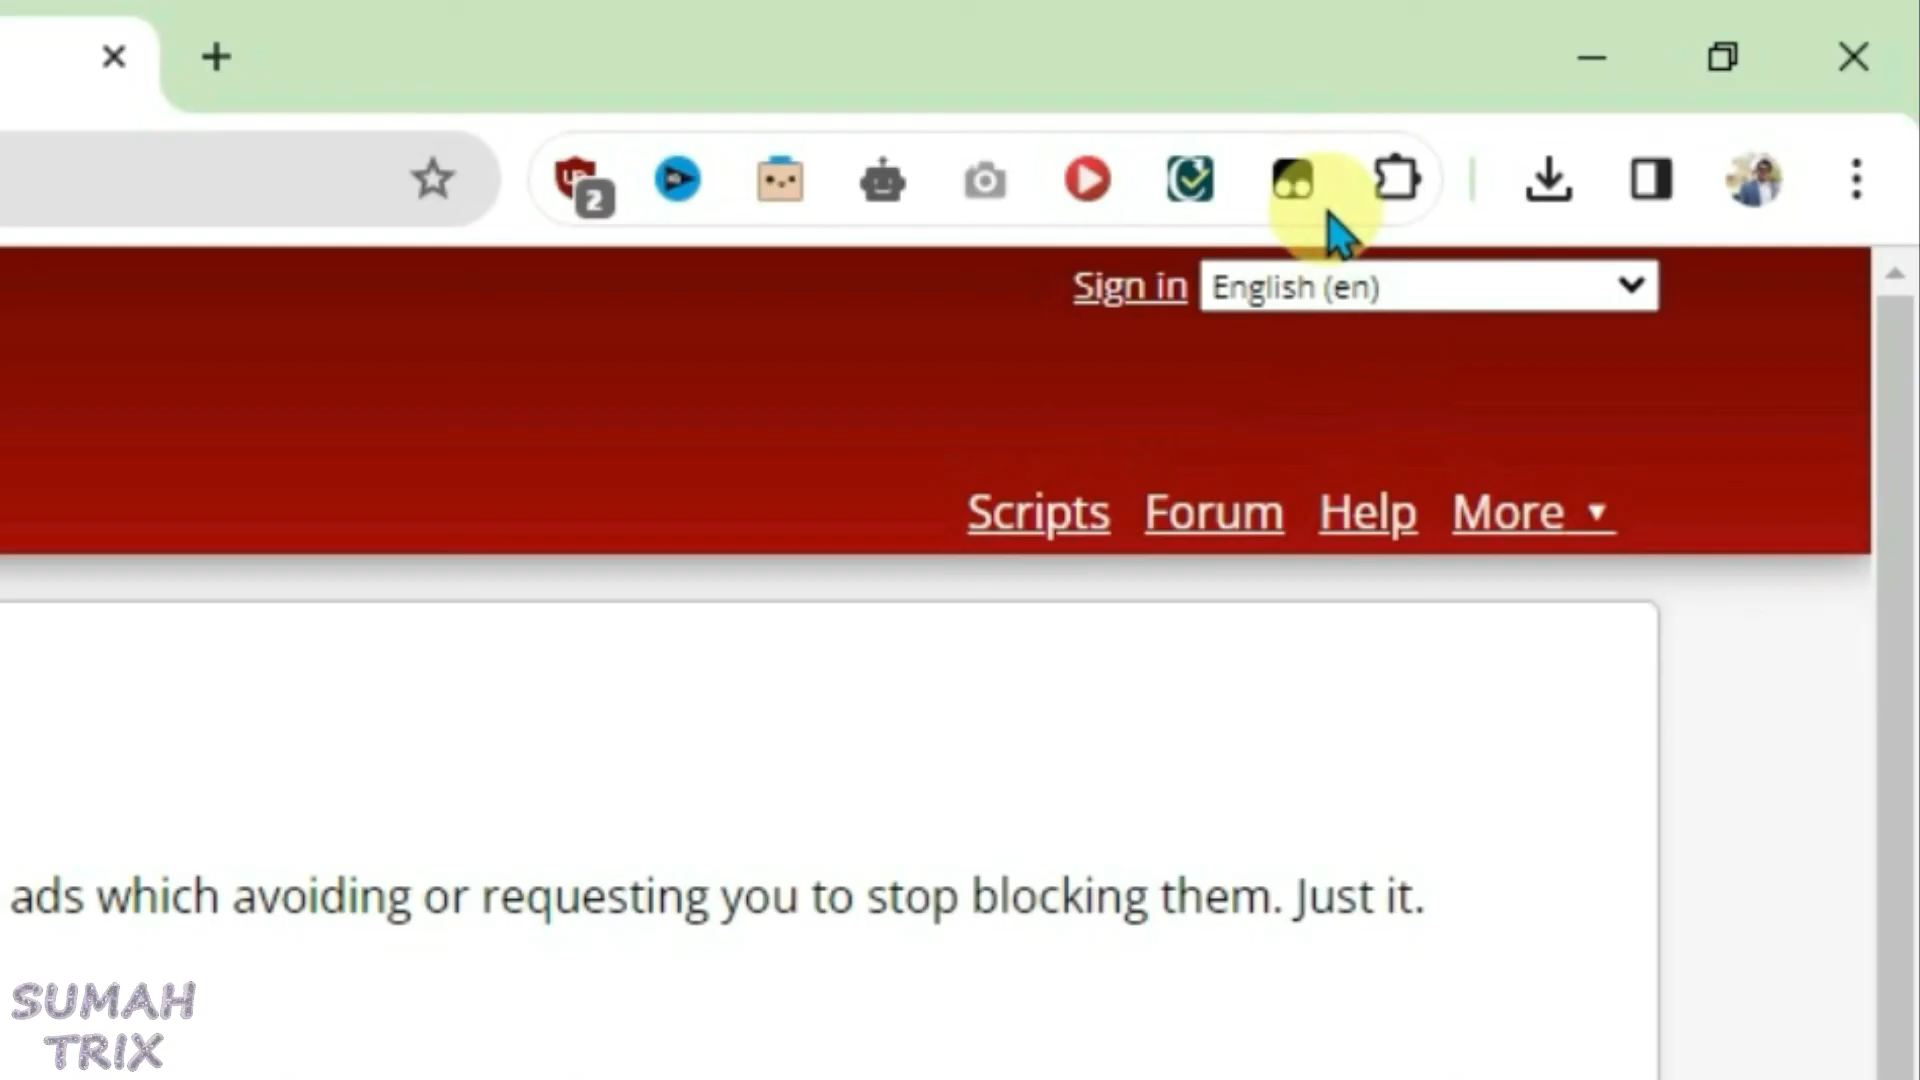 2
Sign in English (en)
Scripts Forum Help More
ads which avoiding or requesting you to stop blocking them. Just it.
SUMAH
TRIX